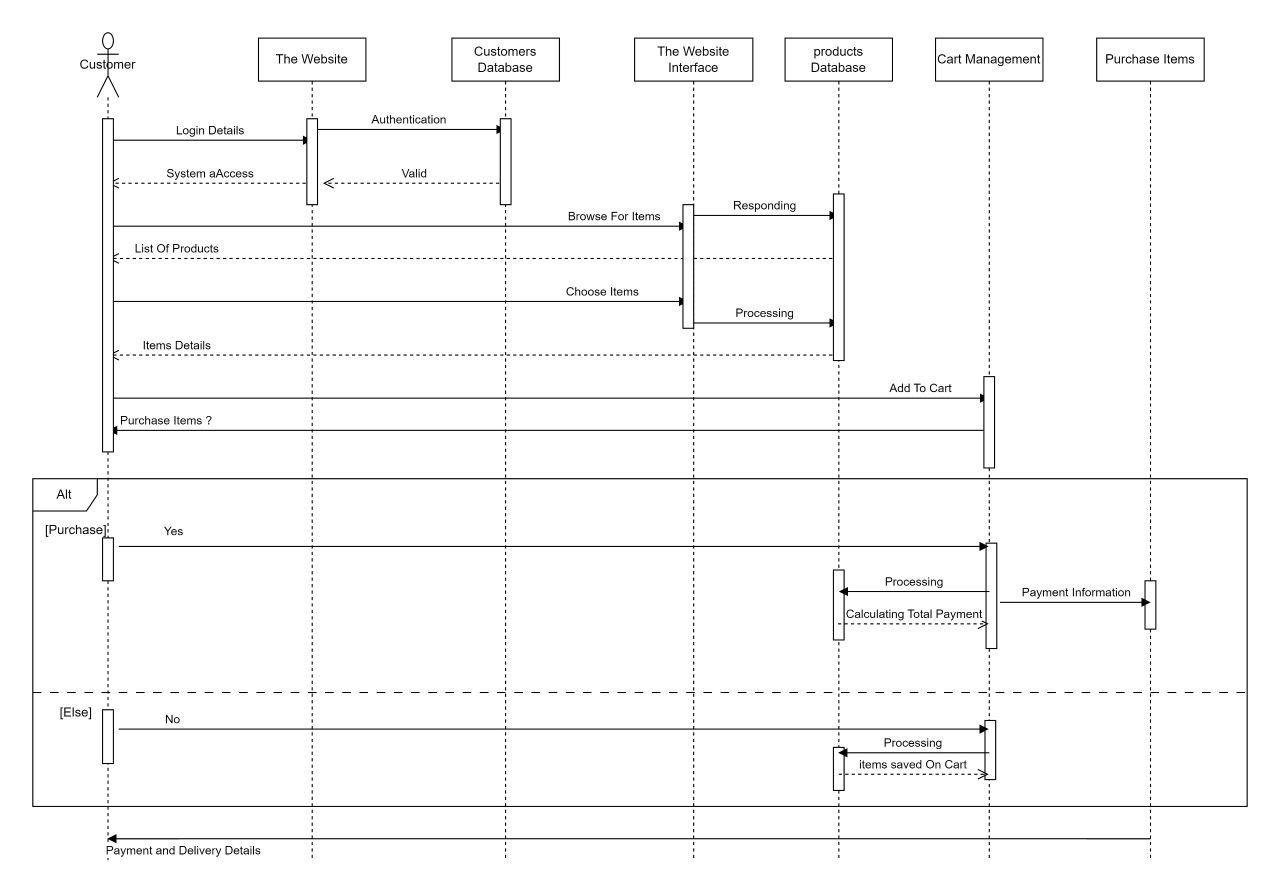 Customer
The Website
Customers
Database
The Website
Interface
products
Database
Cart Management
Purchase Items
Authentication
Login Details
System aAccess
Valid
Responding
Browse For Items
List Of Products
Choose Items
Processing
Items Details
Add To Cart
Purchase Items ?
Alt
[Purchase]
Yes
Processing
Payment Information
Calculating Total Payment
[Else]
No
Processing
items saved On Cart
Payment and Delivery Details